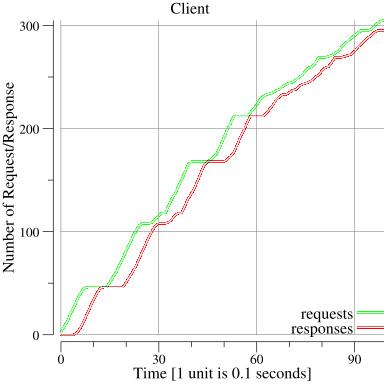 Client
300
200
100
0
Number of Request/Response
requests
responses
0 30 60 90
Time [1 unit is 0.1 seconds]